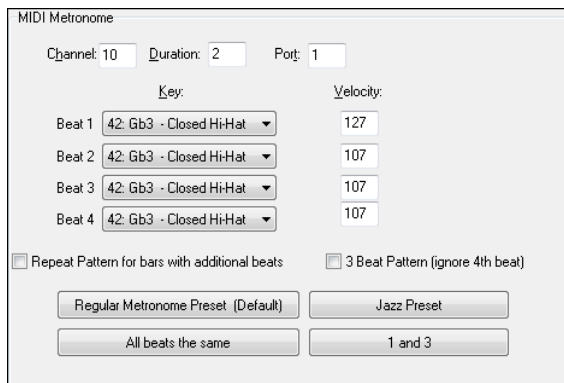 MIDI Metronome
Channel: 10 Duration: 2 Port: 1
Key: Velocity:
Beat 1 42: Gb3 - Closed Hi-Hat 127
Beat 2 42: Gb3 - Closed Hi-Hat 107
Beat 3 42: Gb3 - Closed Hi-Hat 107
Beat 4 42: Gb3 - Closed Hi-Hat 107
Repeat Pattern for bars with additional beats 3 Beat Pattern (ignore 4th beat)
Regular Metronome Preset (Default) Jazz Preset
All beats the same 1 and 3